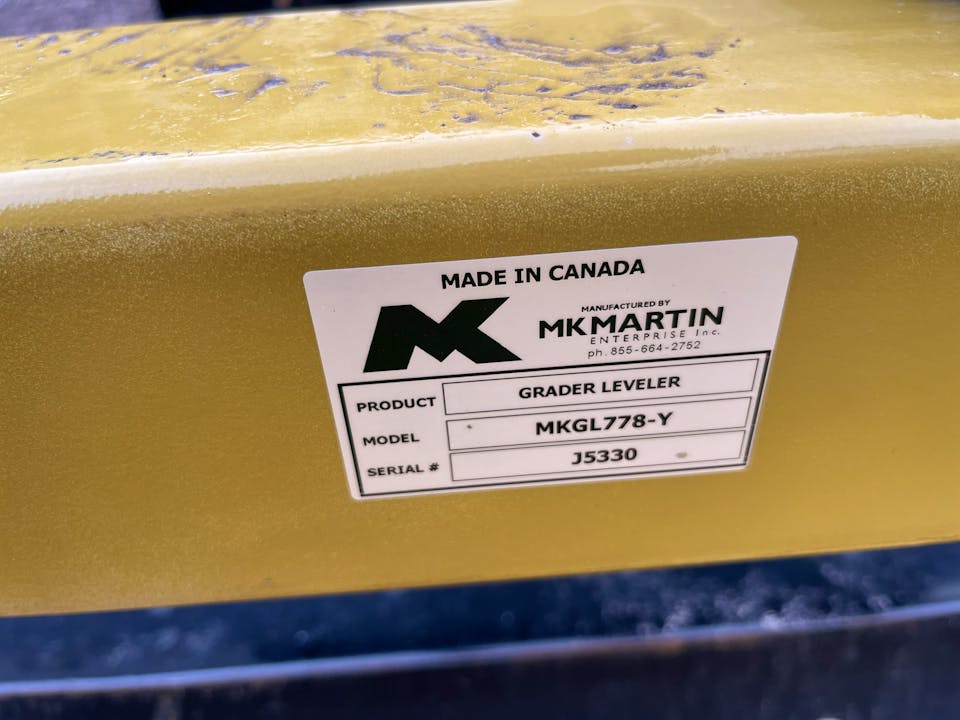 MADE IN CANADA
MK
MANUFACTURED BY
MKMARTIN
ENTERPRISE Inc.
ph. 855-664-2752
PRODUCT GRADER LEVELER
MODEL MKGL778-Y
SERIAL # J5330